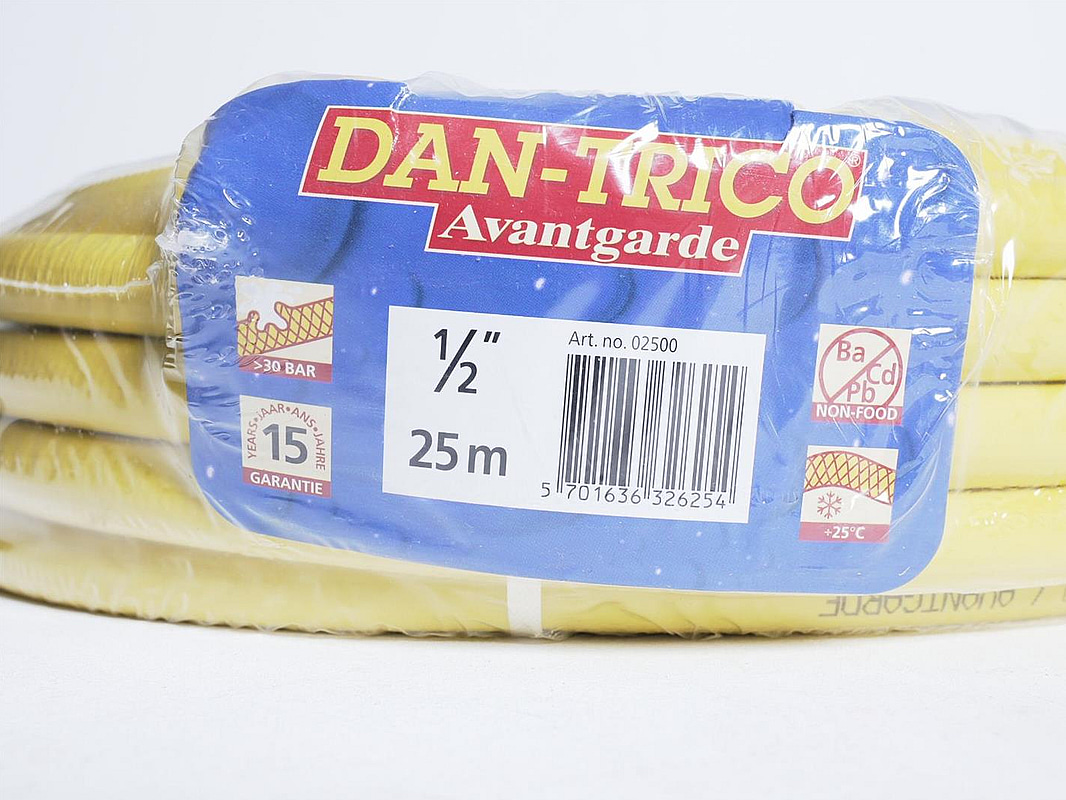 DAN-TRICO®
Avantgarde
>30 BAR
YEARS•JAAR•ANS•JAHRE
15
GARANTIE
½"
25 m
Art. no. 02500
5 701636 326254
Ba
Cd
Pb
NON-FOOD
+25°C
AVANTGARDE